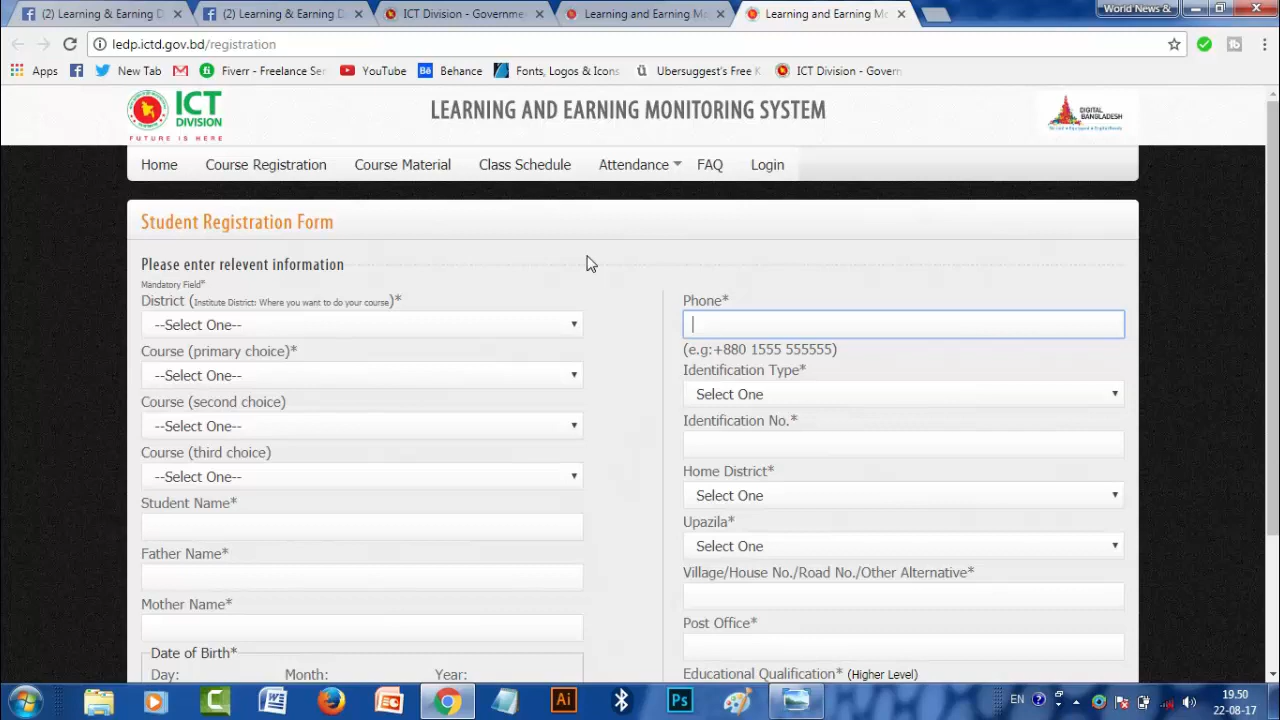 (2) Learning & Earning D
(2) Learning & Earning D
ICT Division - Governme
Learning and Earning Mo
Learning and Earning Mo
World News &
ledp.ictd.gov.bd/registration
Apps
New Tab
Fiverr - Freelance Ser
YouTube
Behance
Fonts, Logos & Icons
Ubersuggest's Free K
ICT Division - Govern
ICT
DIVISION
FUTURE IS HERE
LEARNING AND EARNING MONITORING SYSTEM
DIGITAL
BANGLADESH
Home
Course Registration
Course Material
Class Schedule
Attendance
FAQ
Login
Student Registration Form
Please enter relevent information
Mandatory Field*
District (Institute District: Where you want to do your course)*
--Select One--
Course (primary choice)*
--Select One--
Course (second choice)
--Select One--
Course (third choice)
--Select One--
Student Name*
Father Name*
Mother Name*
Date of Birth*
Day: Month: Year:
Phone*
(e.g:+880 1555 555555)
Identification Type*
Select One
Identification No.*
Home District*
Select One
Upazila*
Select One
Village/House No./Road No./Other Alternative*
Post Office*
Educational Qualification* (Higher Level)
Ai
Ps
EN
19.50
22-08-17